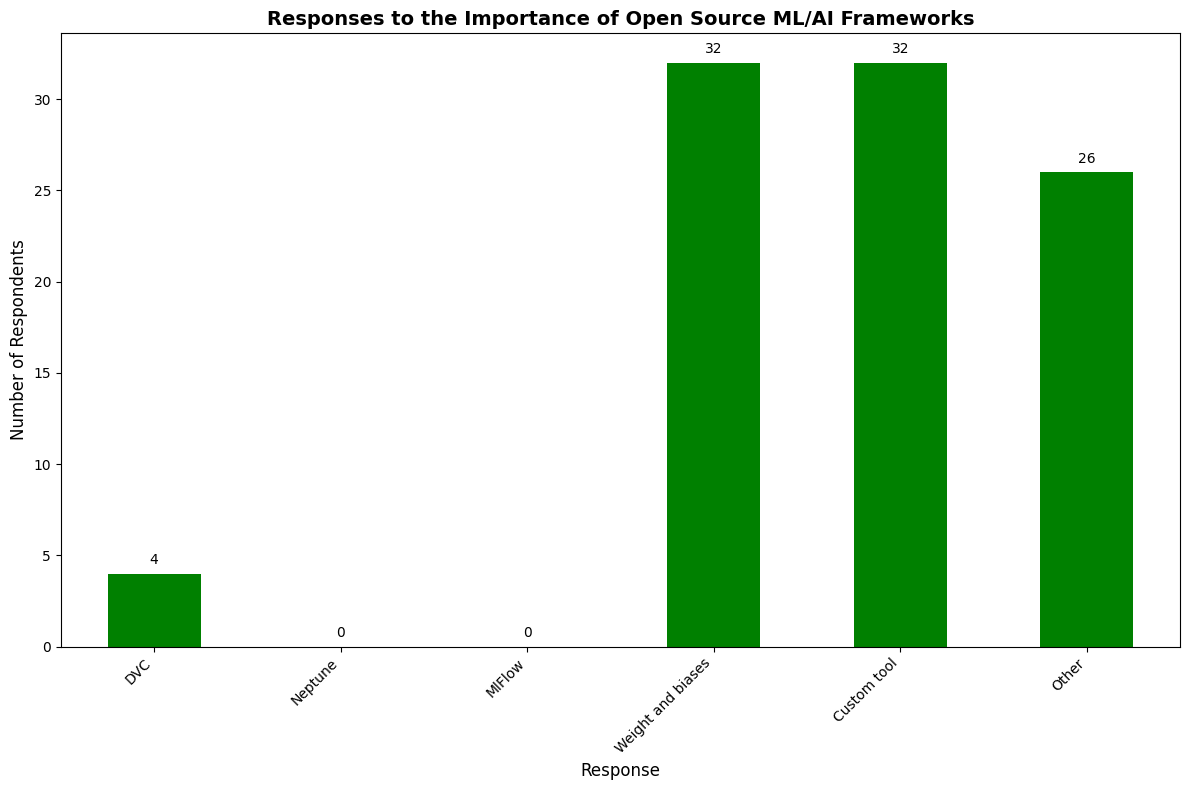 Responses to the Importance of Open Source ML/AI Frameworks
Number of Respondents
30
25
20
15
10
5
0
4
0
0
32
32
26
DVC
Neptune
MlFlow
Weight and biases
Custom tool
Other
Response